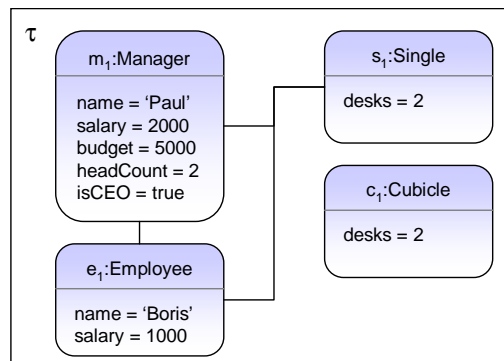 τ
m₁:Manager
name = ‘Paul’
salary = 2000
budget = 5000
headCount = 2
isCEO = true
s₁:Single
desks = 2
c₁:Cubicle
desks = 2
e₁:Employee
name = ‘Boris’
salary = 1000